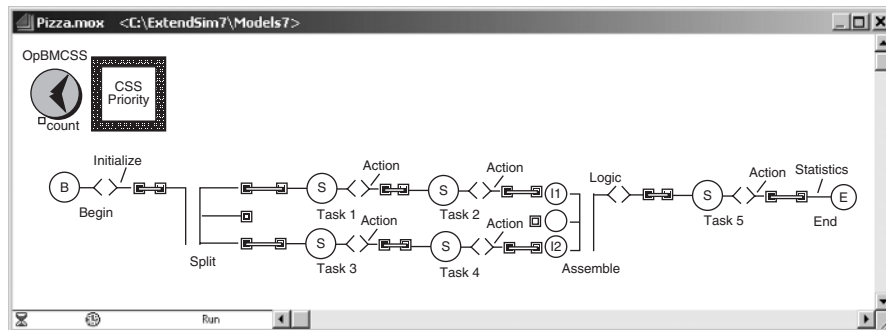 Pizza.mox <C:\ExtendSim7\Models7>
OpBMCSS
CSS
Priority
count
Initialize
B
Begin
Split
S
Action
Task 1
S
Action
Task 2
I1
S
Action
Task 3
S
Action
Task 4
I2
Assemble
Logic
S
Action
Task 5
Statistics
E
End
Run